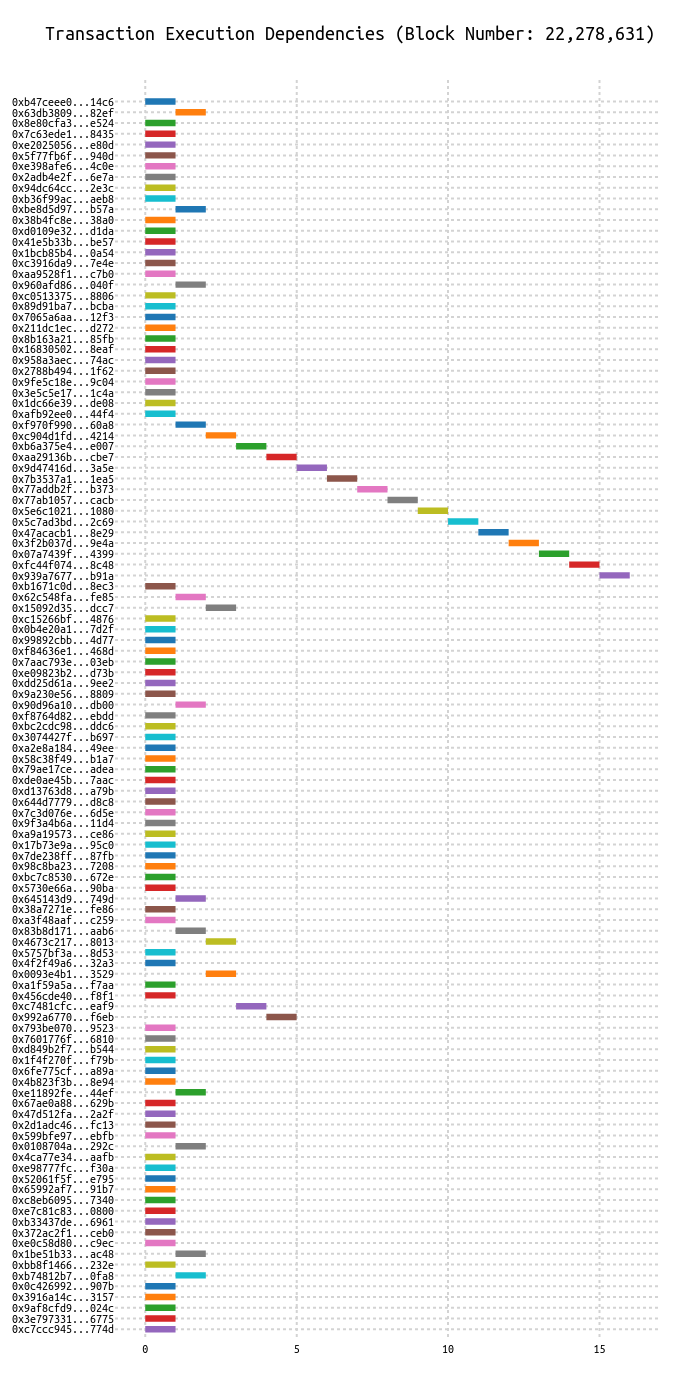 Transaction Execution Dependencies (Block Number: 22,278,631)
0xb47ceee0...14c6
0x63db3809...82ef
0x8e80cfa3...e524
0x7c63ede1...8435
0xe2025056...e80d
0x5f77fb6f...940d
0xe398afe6...4c0e
0x2adb4e2f...6e7a
0x94dc64cc...2e3c
0xb36f99ac...aeb8
0xbe8d5d97...b57a
0x38b4fc8e...38a0
0xd0109e32...d1da
0x41e5b33b...be57
0x1bcb85b4...0a54
0xc3916da9...7e4e
0xaa9528f1...c7b0
0x960afd86...040f
0xc0513375...8806
0x89d91ba7...bcba
0x7065a6aa...12f3
0x211dc1ec...d272
0x8b163a21...85fb
0x16830502...8eaf
0x958a3aec...74ac
0x2788b494...1f62
0x9fe5c18e...9c04
0x3e5c5e17...1c4a
0x1dc66e39...de08
0xafb92ee0...44f4
0xf970f990...60a8
0xc904d1fd...4214
0xb6a375e4...e007
0xaa29136b...cbe7
0x9d47416d...3a5e
0x7b3537a1...1ea5
0x77addb2f...b373
0x77ab1057...cacb
0x5e6c1021...1080
0x5c7ad3bd...2c69
0x47acacb1...8e29
0x3f2b037d...9e4a
0x07a7439f...4399
0xfc44f074...8c48
0x939a7677...b91a
0xb1671c0d...8ec3
0x62c548fa...fe85
0x15092d35...dcc7
0xc15266bf...4876
0x0b4e20a1...7d2f
0x99892cbb...4d77
0xf84636e1...468d
0x7aac793e...03eb
0xe09823b2...d73b
0xdd25d61a...9ee2
0x9a230e56...8809
0x90d96a10...db00
0xf8764d82...ebdd
0xbc2cdc98...ddc6
0x3074427f...b697
0xa2e8a184...49ee
0x58c38f49...b1a7
0x79ae17ce...adea
0xde0ae45b...7aac
0xd13763d8...a79b
0x644d7779...d8c8
0x7c3d076e...6d5e
0x9f3a4b6a...11d4
0xa9a19573...ce86
0x17b73e9a...95c0
0x7de238ff...87fb
0x98c8ba23...7208
0xbc7c8530...672e
0x5730e66a...90ba
0x645143d9...749d
0x38a7271e...fe86
0xa3f48aaf...c259
0x83b8d171...aab6
0x4673c217...8013
0x5757bf3a...8d53
0x4f2f49a6...32a3
0x0093e4b1...3529
0xa1f59a5a...f7aa
0x456cde40...f8f1
0xc7481cfc...eaf9
0x992a6770...f6eb
0x793be070...9523
0x7601776f...6810
0xd849b2f7...b544
0x1f4f270f...f79b
0x6fe775cf...a89a
0x4b823f3b...8e94
0xe11892fe...44ef
0x67ae0a88...629b
0x47d512fa...2a2f
0x2d1adc46...fc13
0x599bfe97...ebfb
0x0108704a...292c
0x4ca77e34...aafb
0xe98777fc...f30a
0x52061f5f...e795
0x65992af7...91b7
0xc8eb6095...7340
0xe7c81c83...0800
0xb33437de...6961
0x372ac2f1...ceb0
0xe0c58d80...c9ec
0x1be51b33...ac48
0xbb8f1466...232e
0xb74812b7...0fa8
0x0c426992...907b
0x3916a14c...3157
0x9af8cfd9...024c
0x3e797331...6775
0xc7ccc945...774d
0 5 10 15